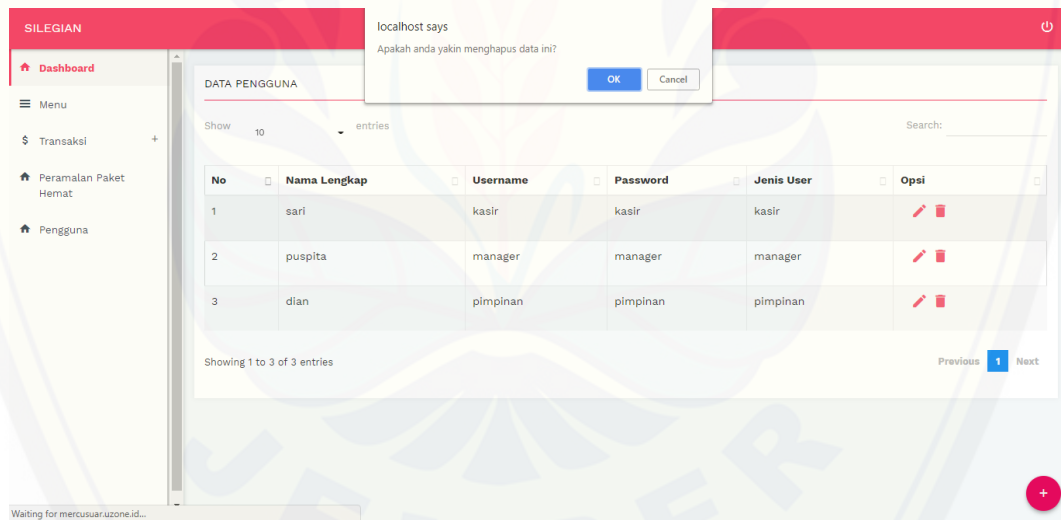 SILEGIAN
localhost says
Apakah anda yakin menghapus data ini?
OK Cancel
Dashboard
Menu
Transaksi +
Peramalan Paket
Hemat
Pengguna
DATA PENGGUNA
Show 10 entries
Search:
No Nama Lengkap Username Password Jenis User Opsi
1 sari kasir kasir kasir
2 puspita manager manager manager
3 dian pimpinan pimpinan pimpinan
Showing 1 to 3 of 3 entries
Previous 1 Next
+
Waiting for mercusuar.uzone.id...